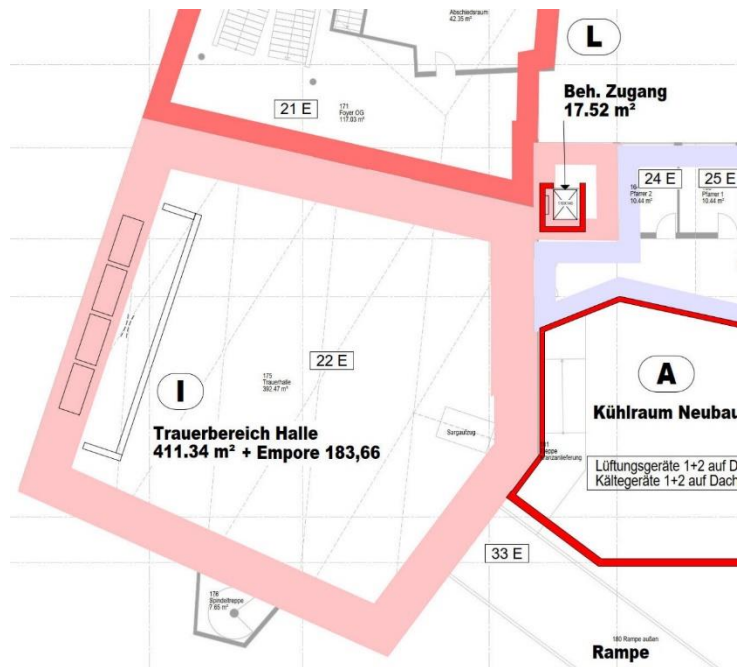 Abschiedsraum
42.35 m²
L
Beh. Zugang
17.52 m²
21 E
171
Foyer OG
117.03 m²
24 E
25 E
Pfarrer 2
10.44 m²
Pfarrer 1
10.44 m²
22 E
175
Trauerhalle
392.47 m²
I
Trauerbereich Halle
411.34 m² + Empore 183,66
Sargaufzug
A
Kühlraum Neubau
Lüftungsgeräte 1+2 auf D
Kältegeräte 1+2 auf Dach
33 E
176
Spindeltreppe
7.65 m²
180 Rampe außen
Rampe